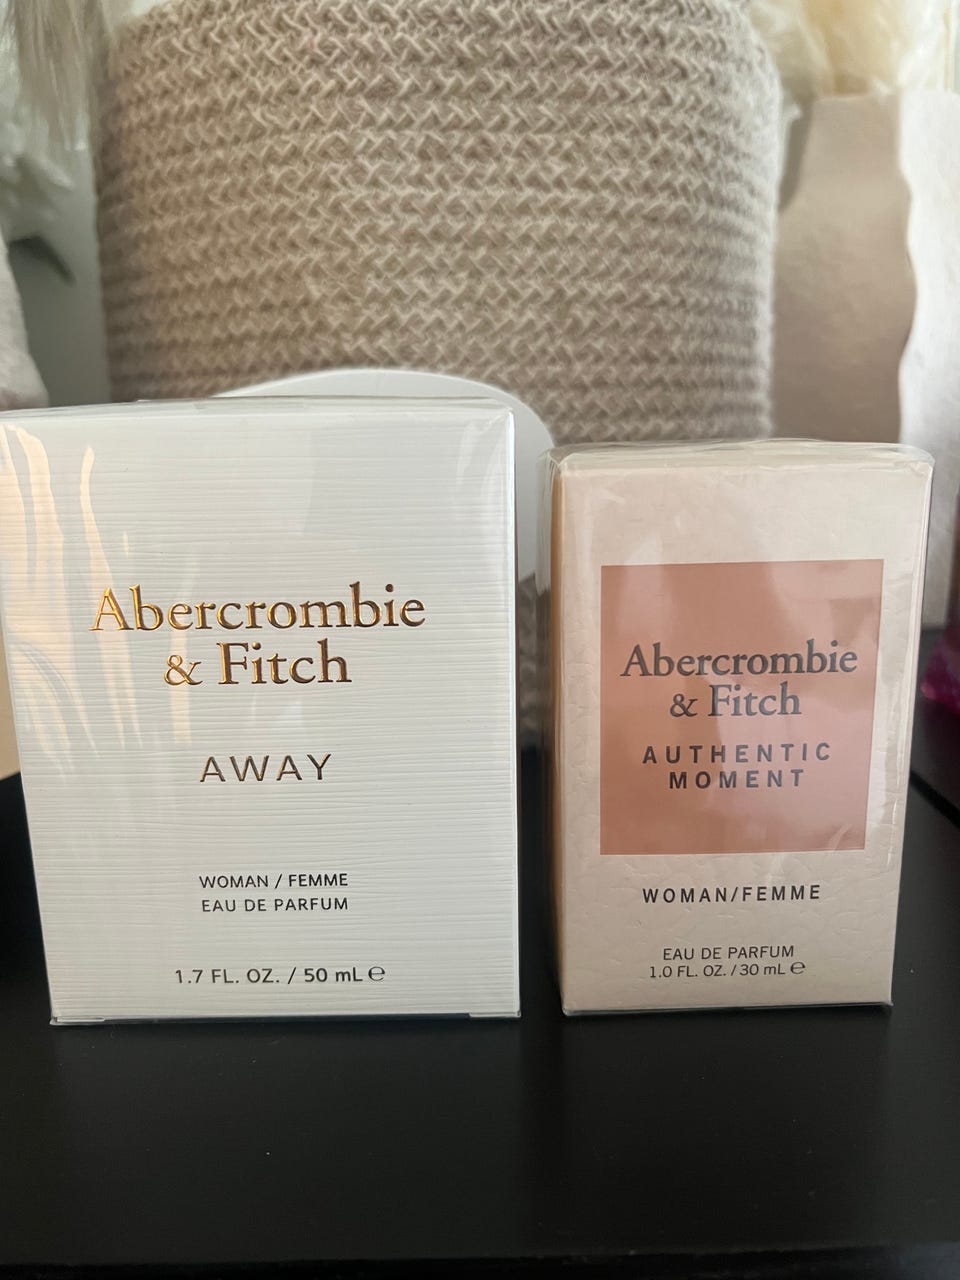 Abercrombie
& Fitch
AWAY
WOMAN / FEMME
EAU DE PARFUM
1.7 FL. OZ. / 50 mL ℮
Abercrombie
& Fitch
AUTHENTIC
MOMENT
WOMAN/FEMME
EAU DE PARFUM
1.0 FL. OZ. / 30 mL ℮